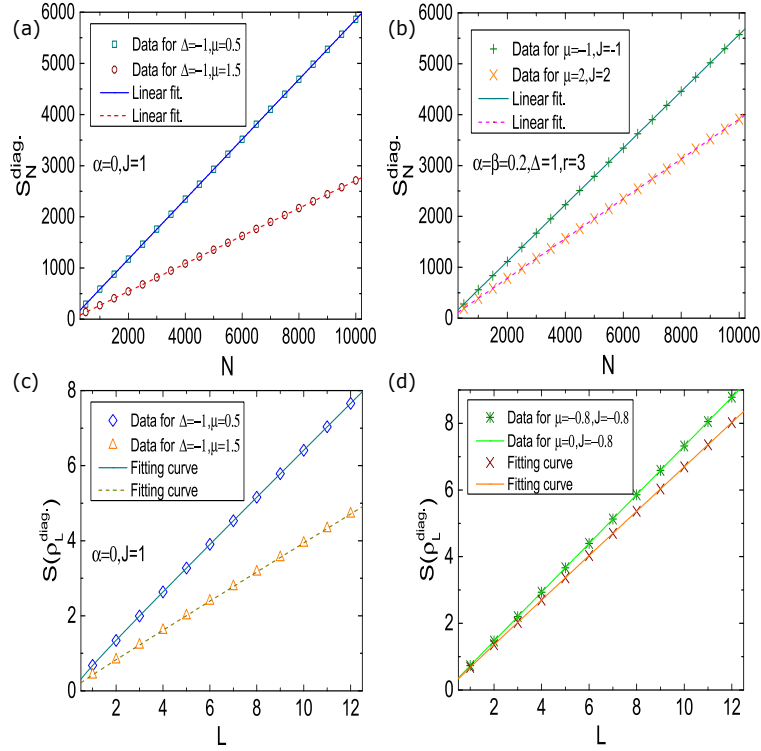 (a)
6000
5000
4000
3000
2000
1000
0
S_N^diag.
Data for Δ=−1,μ=0.5
Data for Δ=−1,μ=1.5
Linear fit.
Linear fit.
α=0,J=1
2000 4000 6000 8000 10000
N
(b)
6000
5000
4000
3000
2000
1000
0
S_N^diag.
Data for μ=−1,J=-1
Data for μ=2,J=2
Linear fit.
Linear fit.
α=β=0.2,Δ=1,r=3
2000 4000 6000 8000 10000
N
(c)
8
6
4
2
0
S(ρ_L^diag.)
Data for Δ=−1,μ=0.5
Data for Δ=−1,μ=1.5
Fitting curve
Fitting curve
α=0,J=1
2 4 6 8 10 12
L
(d)
8
6
4
2
0
S(ρ_L^diag.)
Data for μ=−0.8,J=−0.8
Data for μ=0,J=−0.8
Fitting curve
Fitting curve
2 4 6 8 10 12
L